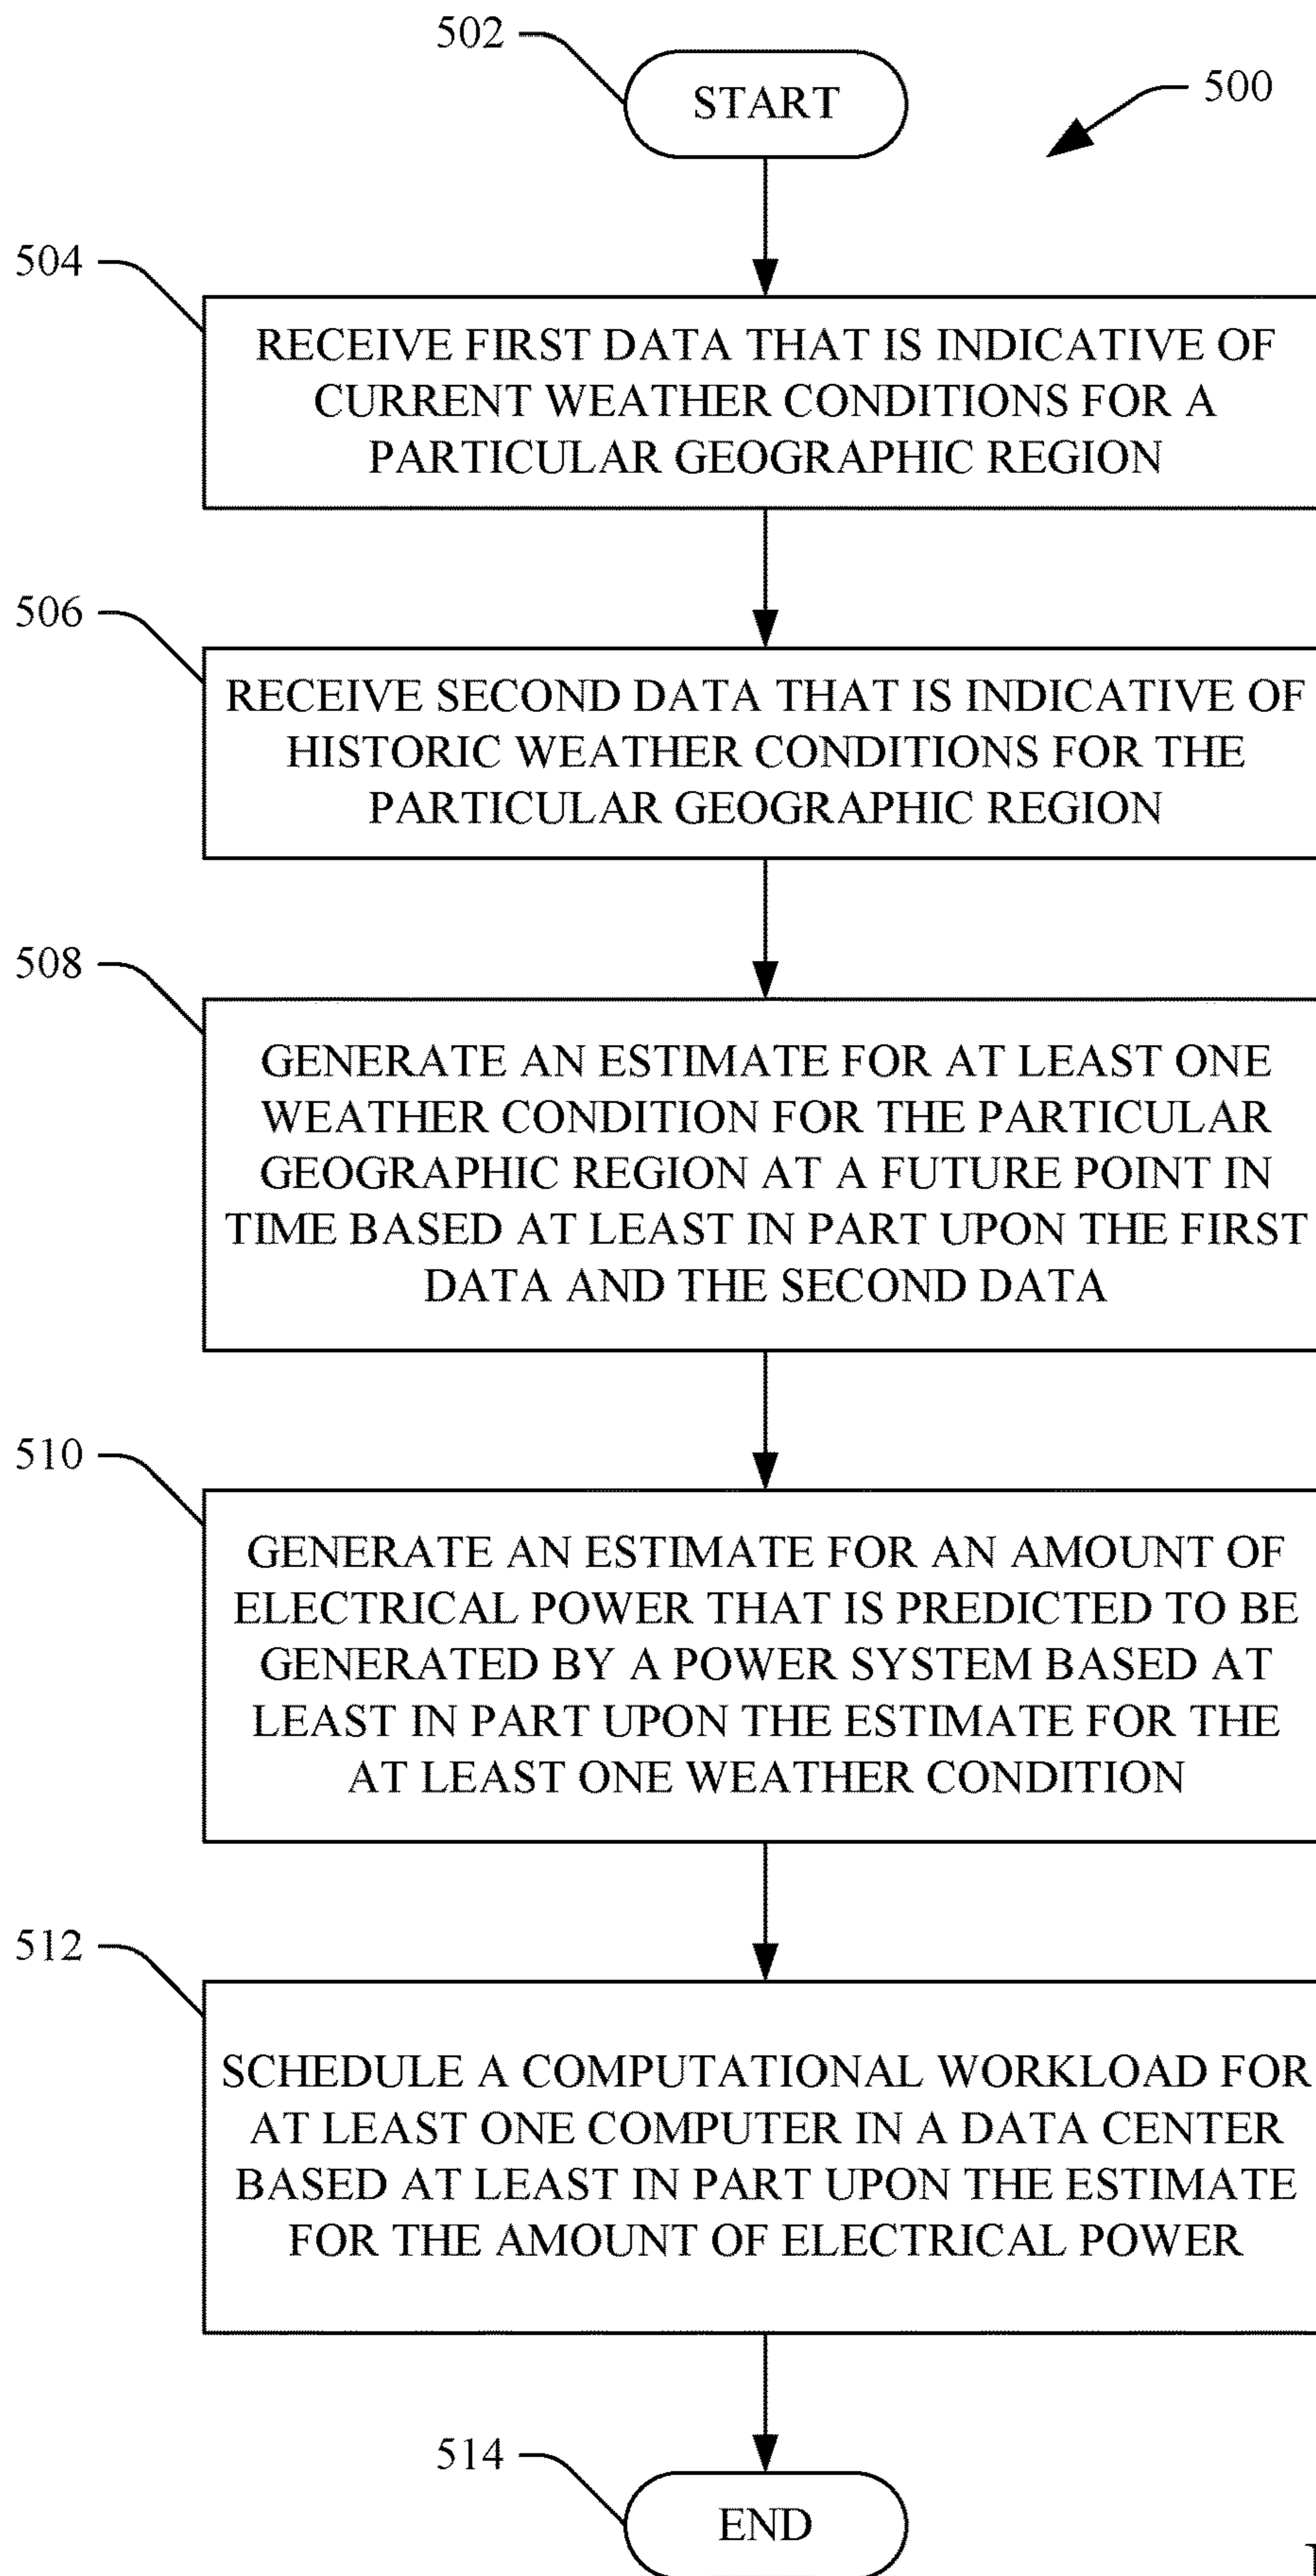 502
START
500
504
RECEIVE FIRST DATA THAT IS INDICATIVE OF
CURRENT WEATHER CONDITIONS FOR A
PARTICULAR GEOGRAPHIC REGION
506
RECEIVE SECOND DATA THAT IS INDICATIVE OF
HISTORIC WEATHER CONDITIONS FOR THE
PARTICULAR GEOGRAPHIC REGION
508
GENERATE AN ESTIMATE FOR AT LEAST ONE
WEATHER CONDITION FOR THE PARTICULAR
GEOGRAPHIC REGION AT A FUTURE POINT IN
TIME BASED AT LEAST IN PART UPON THE FIRST
DATA AND THE SECOND DATA
510
GENERATE AN ESTIMATE FOR AN AMOUNT OF
ELECTRICAL POWER THAT IS PREDICTED TO BE
GENERATED BY A POWER SYSTEM BASED AT
LEAST IN PART UPON THE ESTIMATE FOR THE
AT LEAST ONE WEATHER CONDITION
512
SCHEDULE A COMPUTATIONAL WORKLOAD FOR
AT LEAST ONE COMPUTER IN A DATA CENTER
BASED AT LEAST IN PART UPON THE ESTIMATE
FOR THE AMOUNT OF ELECTRICAL POWER
514
END